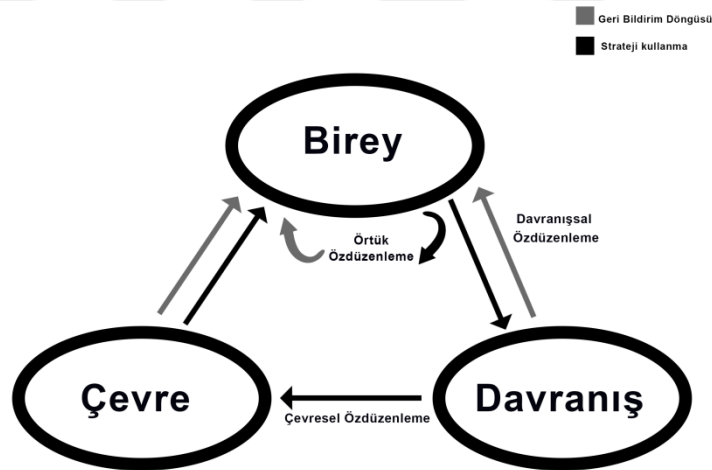 Geri Bildirim Döngüsü
Strateji kullanma
Birey
Örtük
Özdüzenleme
Davranışsal
Özdüzenleme
Çevre
Davranış
Çevresel Özdüzenleme